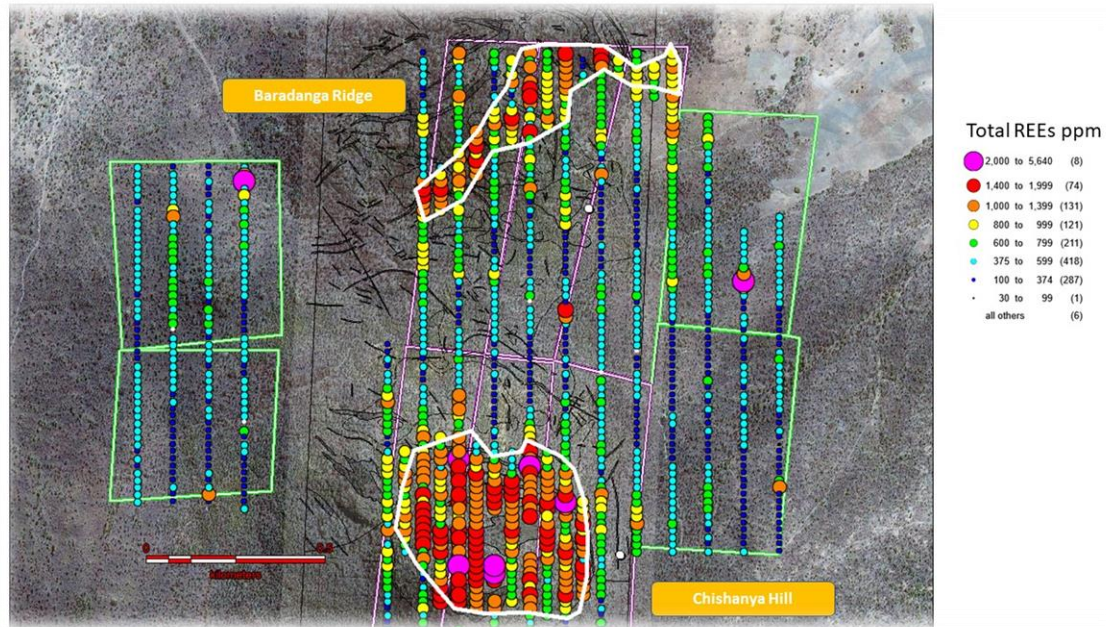 Baradanga Ridge
Total REEs ppm
2,000 to 5,640 (8)
1,400 to 1,999 (74)
1,000 to 1,399 (131)
800 to 999 (121)
600 to 799 (211)
375 to 599 (418)
100 to 374 (287)
30 to 99 (1)
all others (6)
0
kilometers
Chishanya Hill